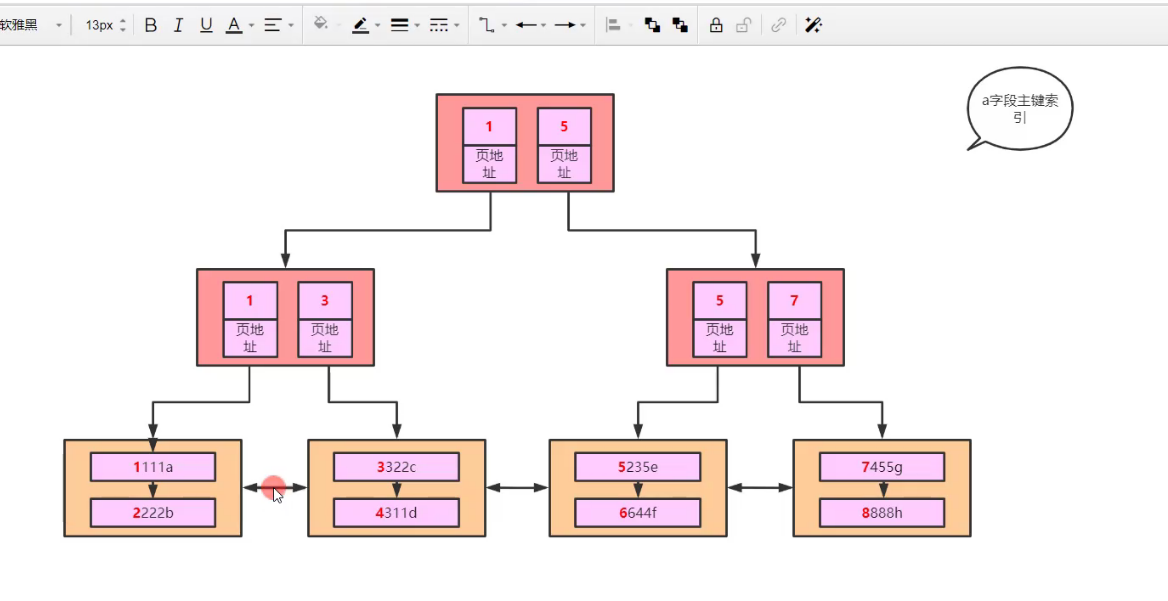 软雅黑 13px B I U A
a字段主键索
引
1 5
页地 页地
址 址
1 3 5 7
页地 页地 页地 页地
址 址 址 址
1111a 3322c 5235e 7455g
2222b 4311d 6644f 8888h